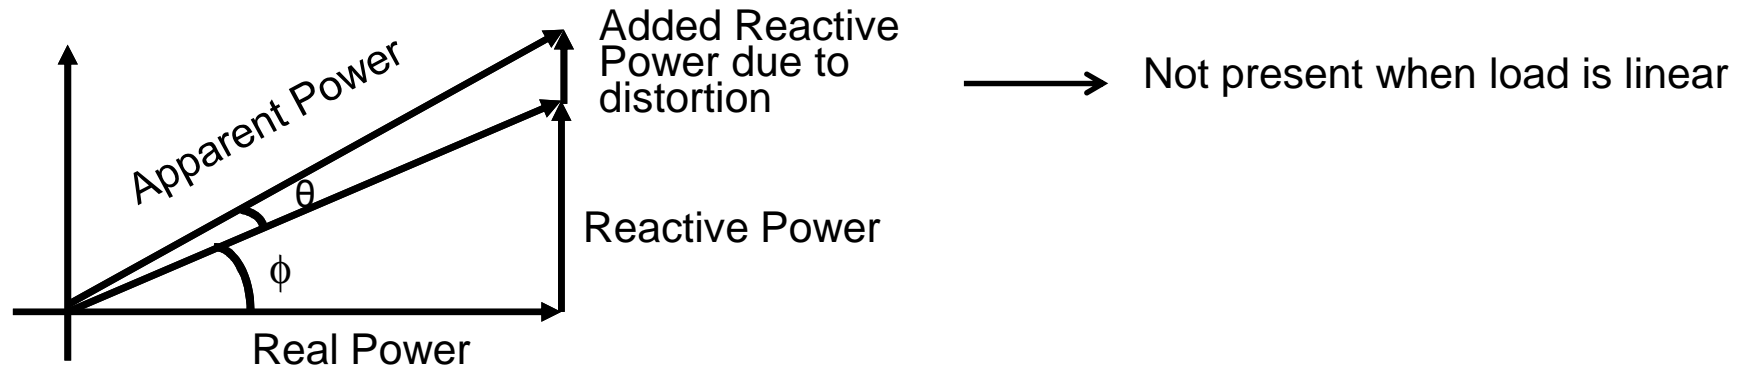 Added Reactive
Power due to
distortion
Not present when load is linear
Apparent Power
θ
Reactive Power
ϕ
Real Power